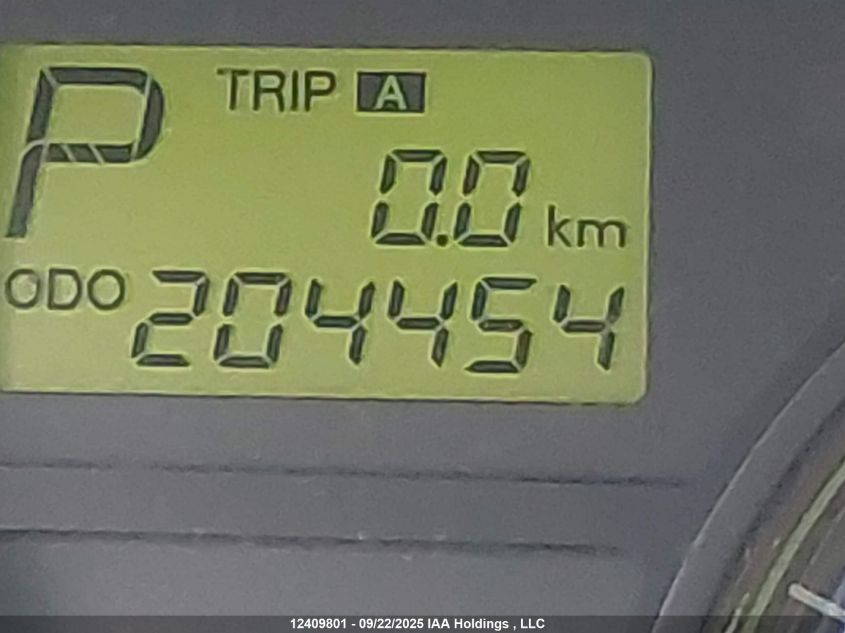 P TRIP A
0.0 km
ODO 204454
12409801 - 09/22/2025 IAA Holdings , LLC